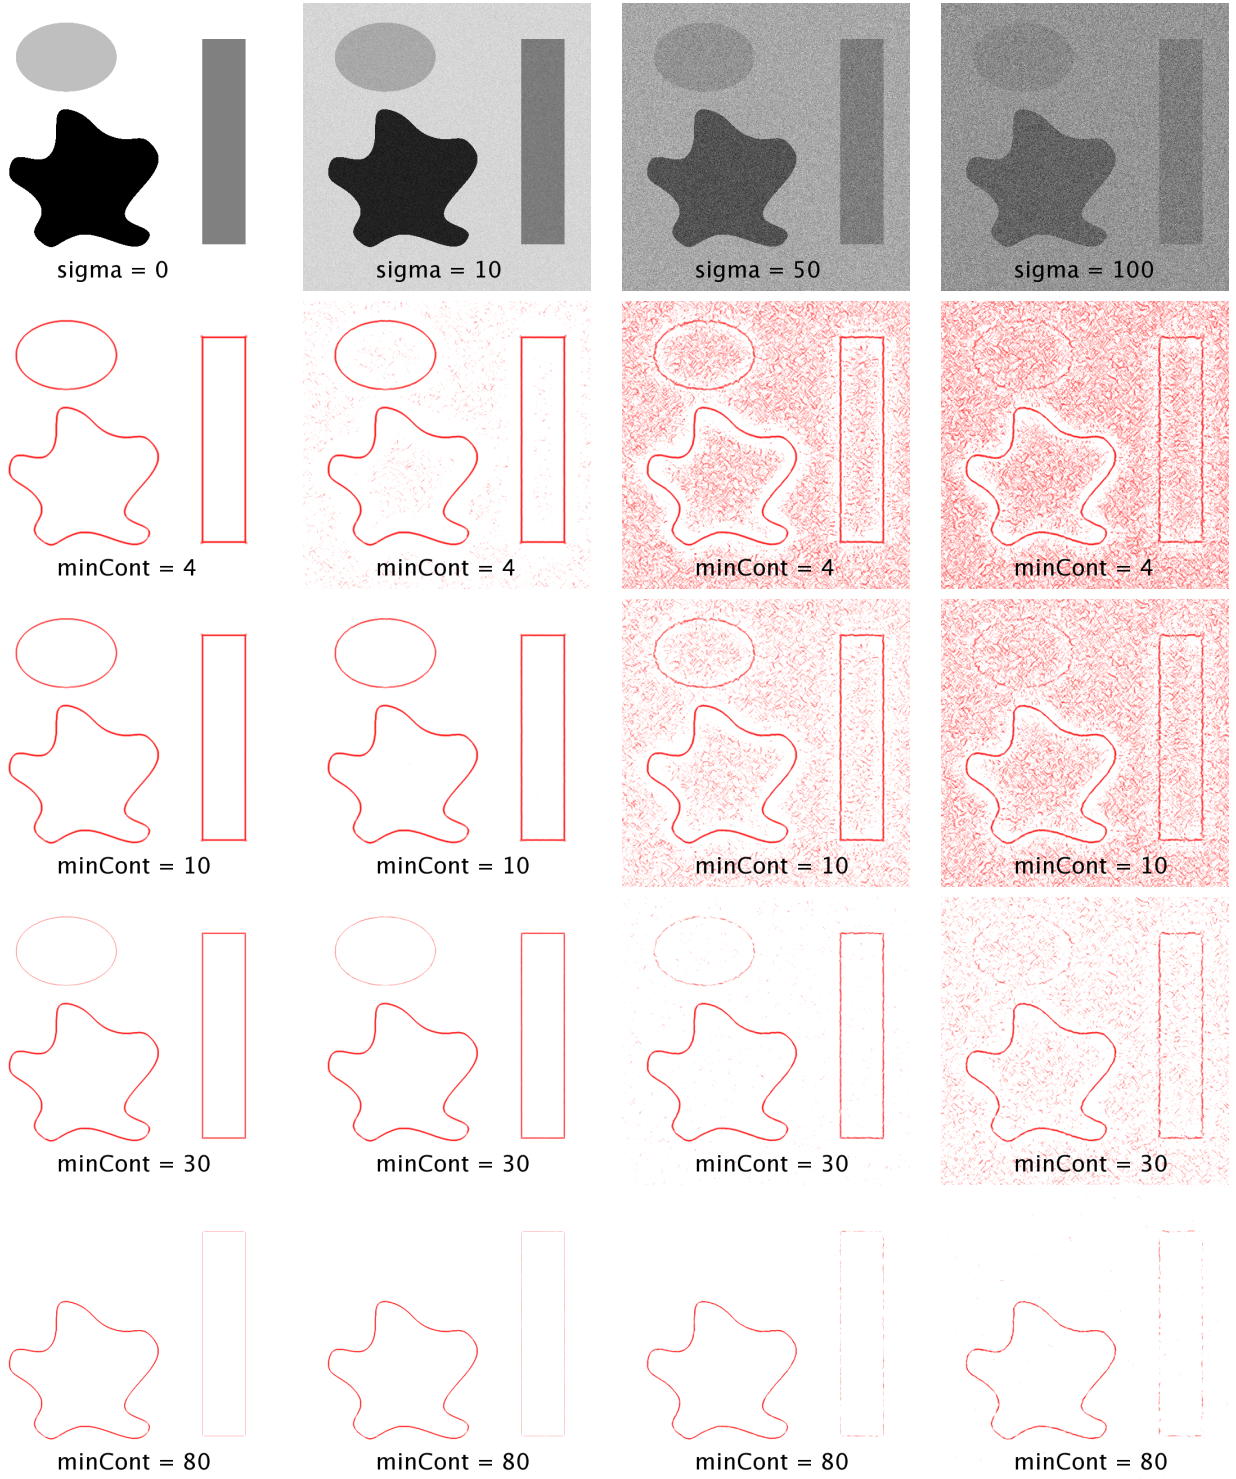 sigma = 0
sigma = 10
sigma = 50
sigma = 100
minCont = 4
minCont = 4
minCont = 4
minCont = 4
minCont = 10
minCont = 10
minCont = 10
minCont = 10
minCont = 30
minCont = 30
minCont = 30
minCont = 30
minCont = 80
minCont = 80
minCont = 80
minCont = 80